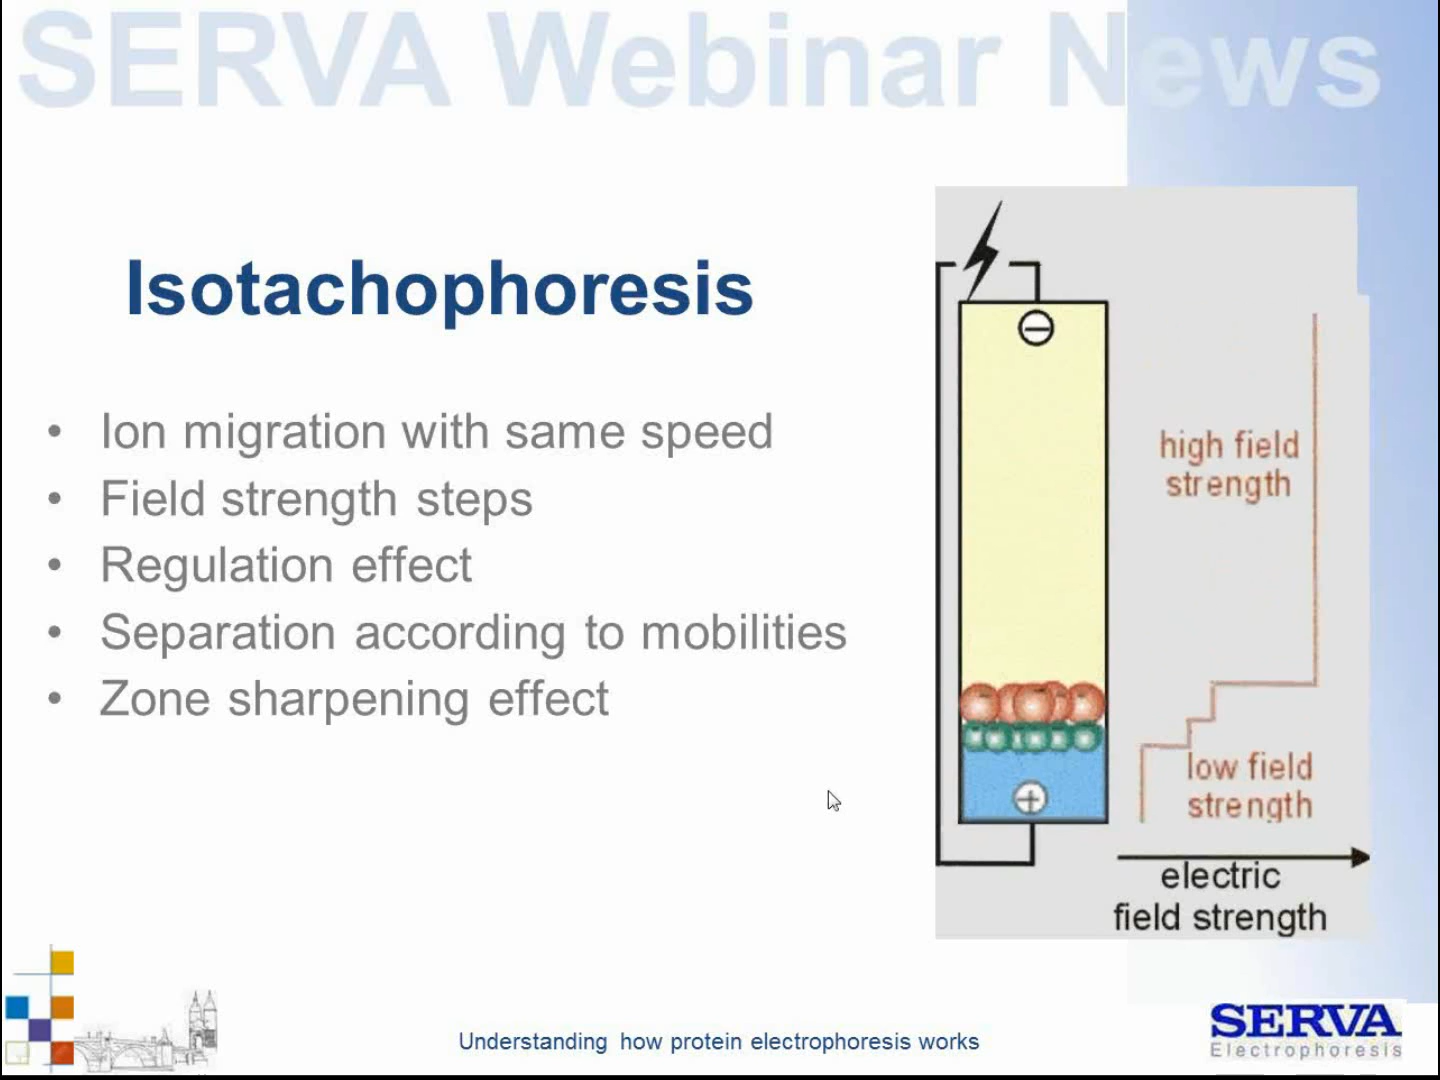 SERVA Webinar News
Isotachophoresis
• Ion migration with same speed
• Field strength steps
• Regulation effect
• Separation according to mobilities
• Zone sharpening effect
−
high field
strength
low field
strength
+
electric
field strength
Understanding how protein electrophoresis works
SERVA
Electrophoresis